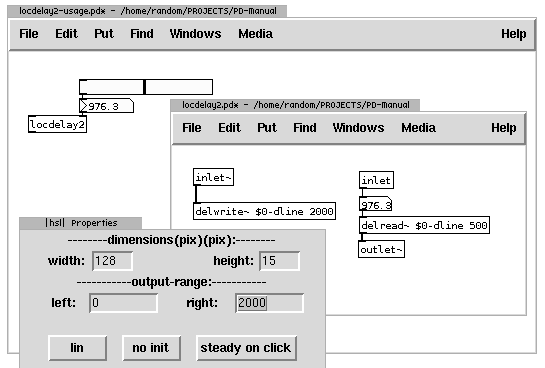 locdelay2-usage.pd* - /home/random/PROJECTS/PD-Manual
File Edit Put Find Windows Media Help
976.3
locdelay2
locdelay2.pd* - /home/random/PROJECTS/PD-Manual
File Edit Put Find Windows Media Help
inlet~
inlet
976.3
delwrite~ $0-dline 2000
delread~ $0-dline 500
outlet~
|hsl| Properties
--------dimensions(pix)(pix):--------
width: 128 height: 15
-----------output-range:-----------
left: 0 right: 2000
lin no init steady on click